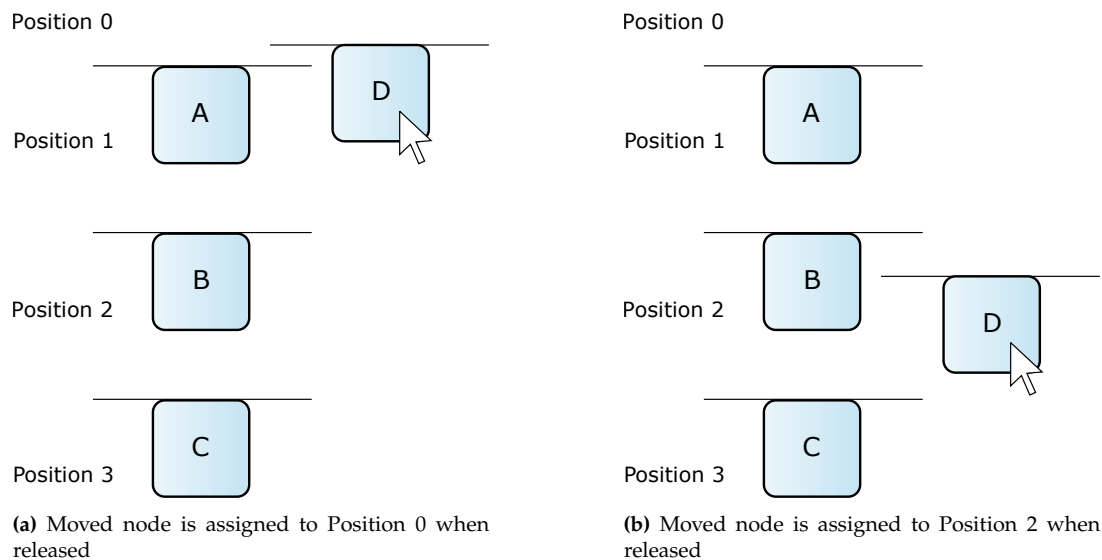 Position 0
A
D
Position 1
B
Position 2
C
Position 3
(a) Moved node is assigned to Position 0 when
released
Position 0
A
Position 1
B
Position 2
D
C
Position 3
(b) Moved node is assigned to Position 2 when
released